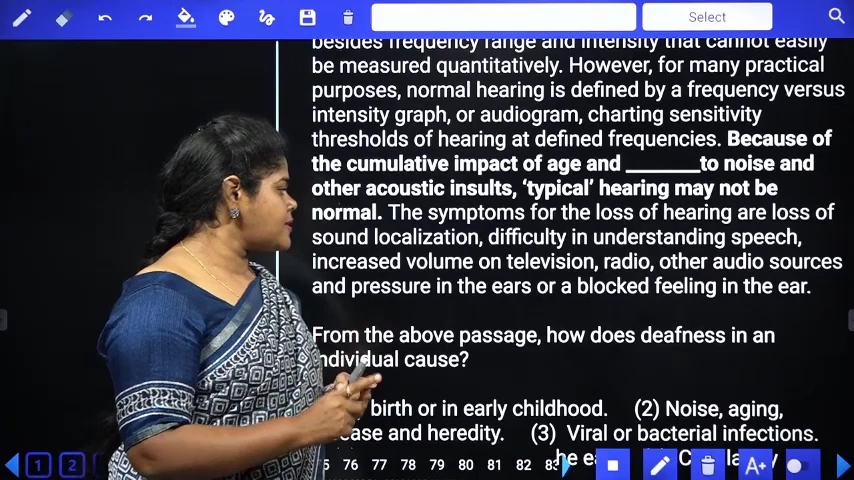 Select
besides frequency range and intensity that cannot easily
be measured quantitatively. However, for many practical
purposes, normal hearing is defined by a frequency versus
intensity graph, or audiogram, charting sensitivity
thresholds of hearing at defined frequencies. Because of
the cumulative impact of age and ________to noise and
other acoustic insults, ‘typical’ hearing may not be
normal. The symptoms for the loss of hearing are loss of
sound localization, difficulty in understanding speech,
increased volume on television, radio, other audio sources
and pressure in the ears or a blocked feeling in the ear.
From the above passage, how does deafness in an
individual cause?
birth or in early childhood. (2) Noise, aging,
and heredity. (3) Viral or bacterial infections.
1 2 76 77 78 79 80 81 82 A+